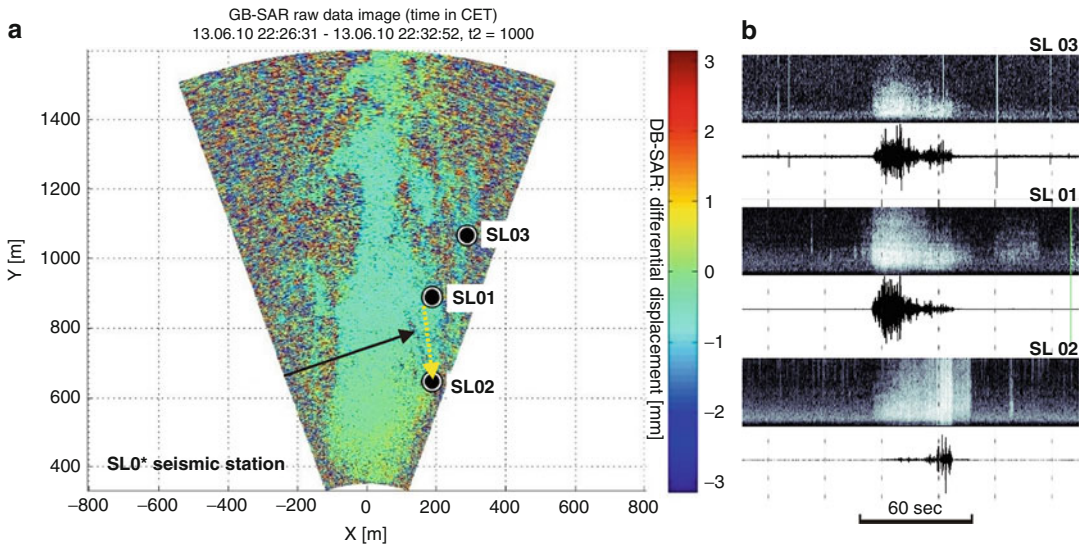 a
GB-SAR raw data image (time in CET)
13.06.10 22:26:31 - 13.06.10 22:32:52, t2 = 1000
Y [m]
1400
1200
1000
800
600
400
SL03
SL01
SL02
SL0* seismic station
−800 −600 −400 −200 0 200 400 600 800
X [m]
3
2
1
0
−1
−2
−3
DB-SAR: differential displacement [mm]
b
SL 03
SL 01
SL 02
60 sec